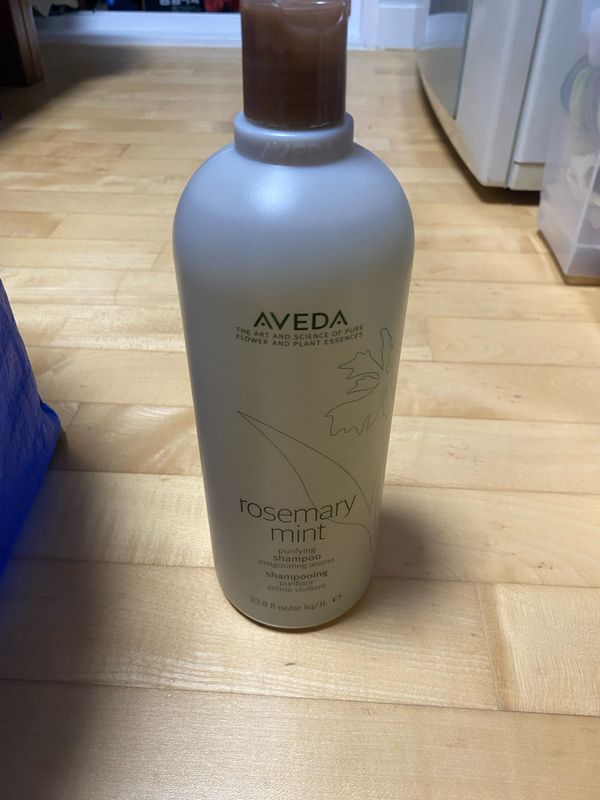 AVEDA
THE ART AND SCIENCE OF PURE
FLOWER AND PLANT ESSENCES
rosemary
mint
purifying
shampoo
invigorating aroma
shampooing
purifiant
arôme vivifiant
33.8 fl oz/oz liq/1L ℮